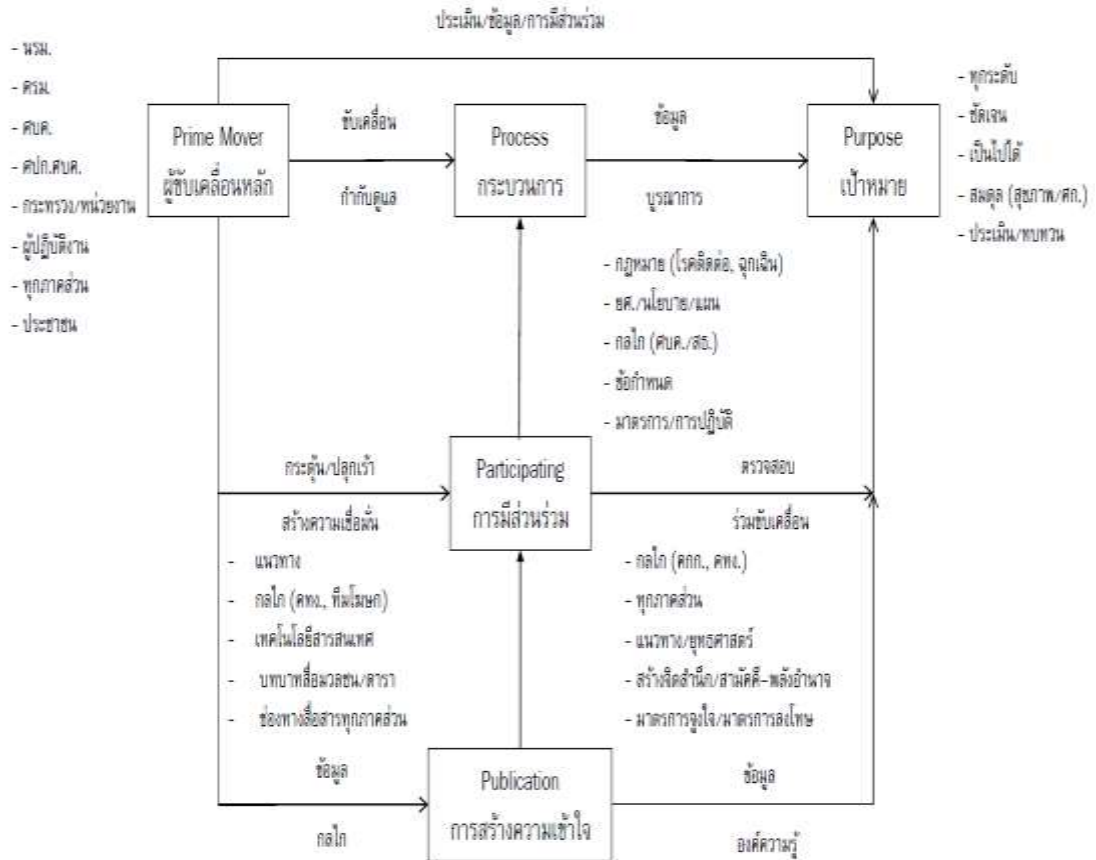 ประเมิน/ข้อมูล/การมีส่วนร่วม
- นรม.
- ครม.
- ศบค.
- ศปก.ศบค.
- กระทรวง/หน่วยงาน
- ผู้ปฏิบัติงาน
- ทุกภาคส่วน
- ประชาชน
Prime Mover
ผู้ขับเคลื่อนหลัก
ขับเคลื่อน
กำกับดูแล
Process
กระบวนการ
ข้อมูล
บูรณาการ
Purpose
เป้าหมาย
- ทุกระดับ
- ชัดเจน
- เป็นไปได้
- สมดุล (สุขภาพ/ศก.)
- ประเมิน/ทบทวน
- กฎหมาย (โรคติดต่อ, ฉุกเฉิน)
- ยศ./นโยบาย/แผน
- กลไก (ศบค./สธ.)
- ข้อกำหนด
- มาตรการ/การปฏิบัติ
กระตุ้น/ปลุกเร้า
สร้างความเชื่อมั่น
Participating
การมีส่วนร่วม
ตรวจสอบ
ร่วมขับเคลื่อน
- แนวทาง
- กลไก (คทง., ทีมโฆษก)
- เทคโนโลยีสารสนเทศ
- บทบาทสื่อมวลชน/ดารา
- ช่องทางสื่อสารทุกภาคส่วน
- กลไก (คกก., คทง.)
- ทุกภาคส่วน
- แนวทาง/ยุทธศาสตร์
- สร้างจิตสำนึก/สามัคคี-พลังอำนาจ
- มาตรการจูงใจ/มาตรการลงโทษ
ข้อมูล
กลไก
Publication
การสร้างความเข้าใจ
ข้อมูล
องค์ความรู้